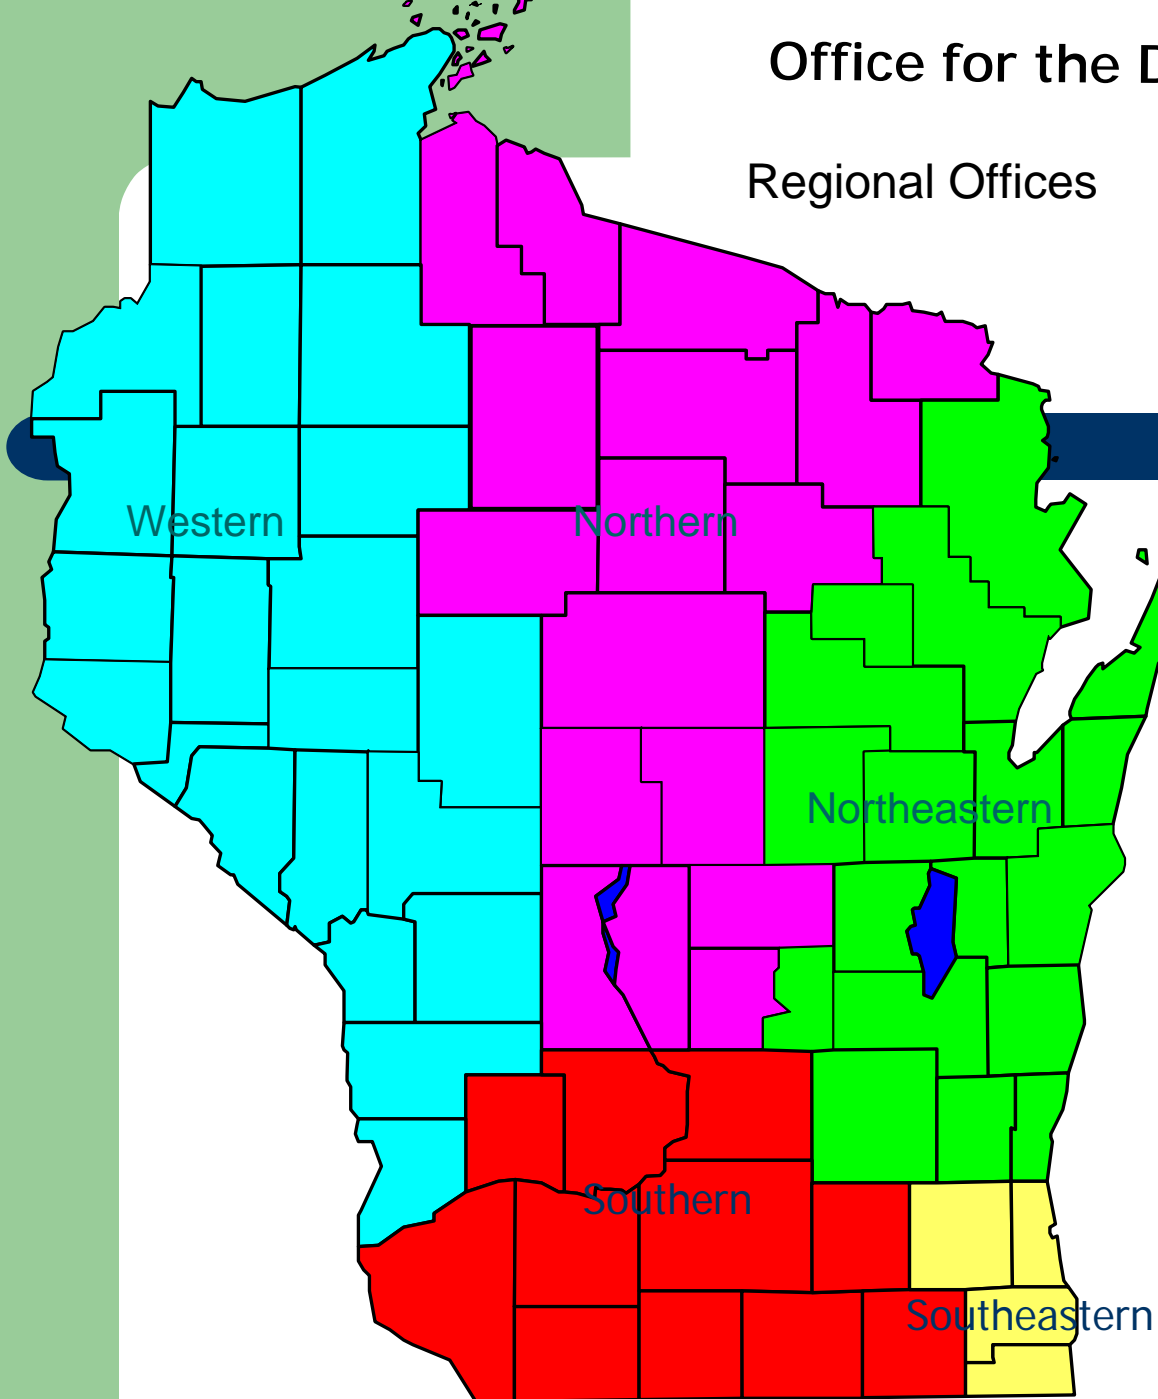 Office for the D
Regional Offices
Western
Northern
Northeastern
Southern
Southeastern